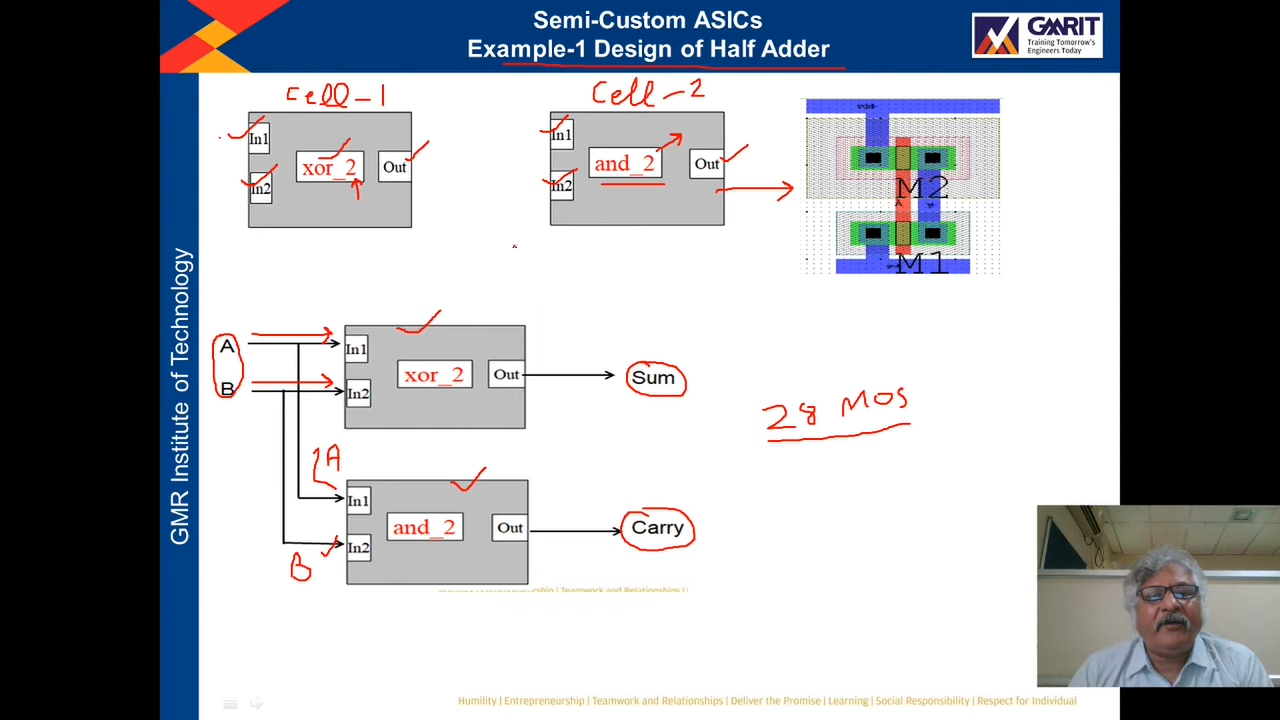 Semi-Custom ASICs
Example-1 Design of Half Adder
GMRIT
Training Tomorrow's
Engineers Today
GMR Institute of Technology
Cell-1
Cell-2
In1
xor_2
Out
In2
In1
and_2
Out
In2
M2
A
M1
A
B
In1
xor_2
Out
In2
Sum
28 MOS
A
B
In1
and_2
Out
In2
Carry
Humility | Entrepreneurship | Teamwork and Relationships | Deliver the Promise | Learning | Social Responsibility | Respect for Individual